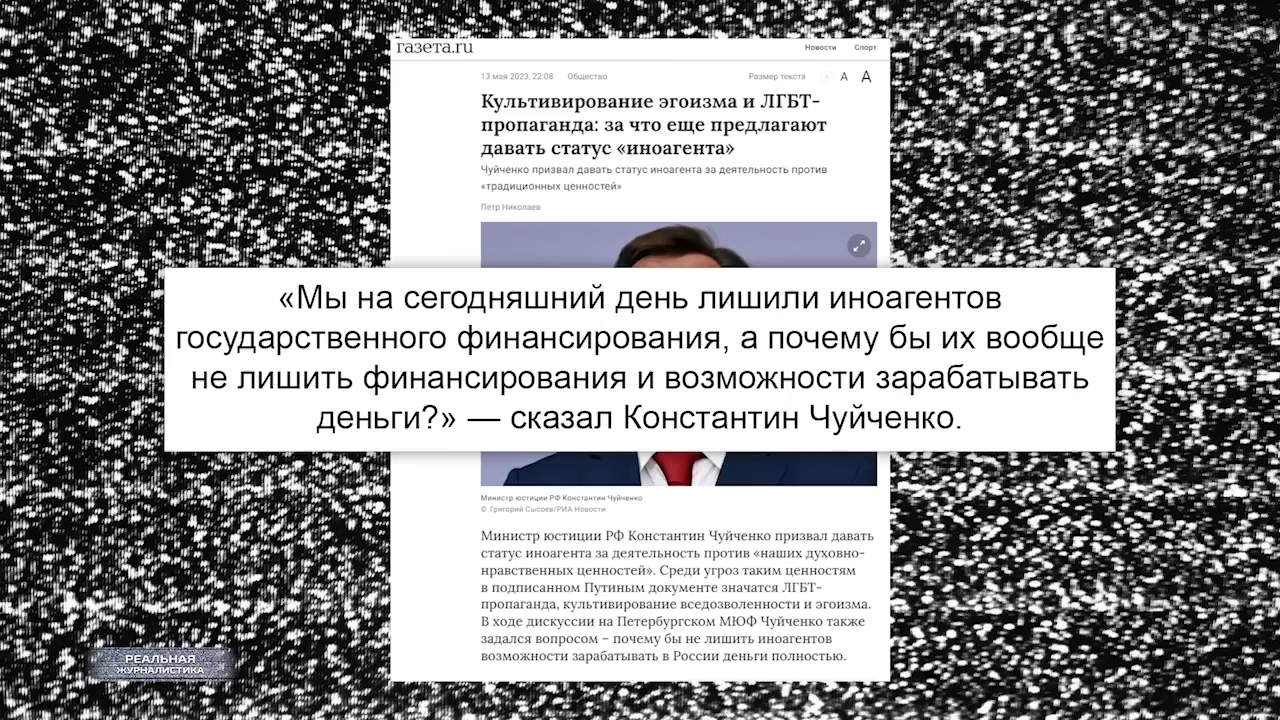 газета.ru
Новости Спорт
13 мая 2023, 22:08 Общество
Размер текста А А А
Культивирование эгоизма и ЛГБТ-
пропаганда: за что еще предлагают
давать статус «иноагента»
Чуйченко призвал давать статус иноагента за деятельность против
«традиционных ценностей»
Петр Николаев
«Мы на сегодняшний день лишили иноагентов
государственного финансирования, а почему бы их вообще
не лишить финансирования и возможности зарабатывать
деньги?» — сказал Константин Чуйченко.
Министр юстиции РФ Константин Чуйченко
© Григорий Сысоев/РИА Новости
Министр юстиции РФ Константин Чуйченко призвал давать
статус иноагента за деятельность против «наших духовно-
нравственных ценностей». Среди угроз таким ценностям
в подписанном Путиным документе значатся ЛГБТ-
пропаганда, культивирование вседозволенности и эгоизма.
В ходе дискуссии на Петербургском МЮФ Чуйченко также
задался вопросом – почему бы не лишить иноагентов
возможности зарабатывать в России деньги полностью.
РЕАЛЬНАЯ
ЖУРНАЛИСТИКА